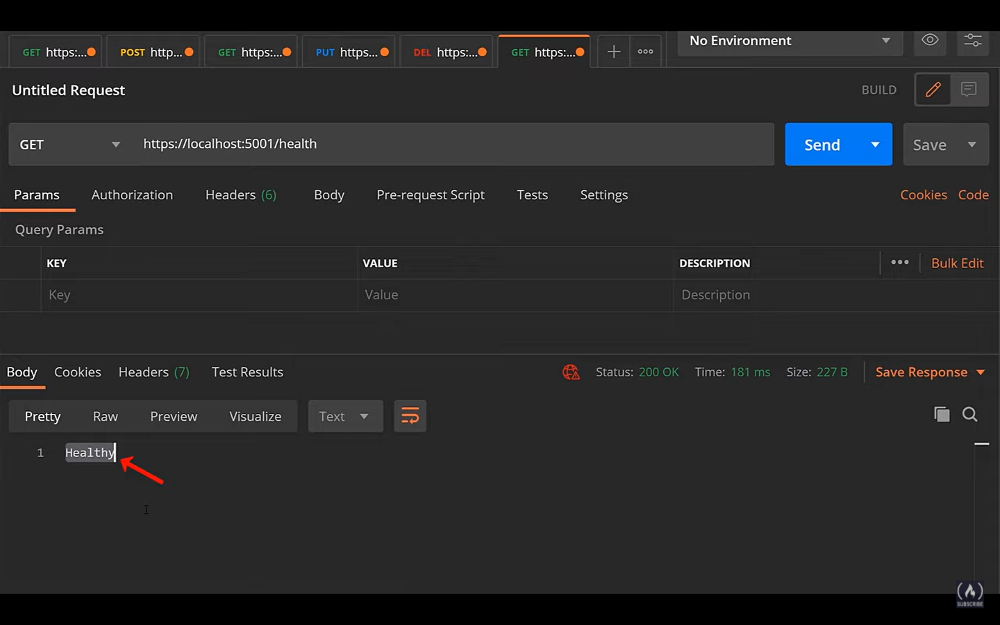 GET https:... POST http... GET https:... PUT https... DEL https:... GET https:... No Environment
Untitled Request BUILD
GET https://localhost:5001/health Send Save
Params Authorization Headers (6) Body Pre-request Script Tests Settings Cookies Code
Query Params
KEY VALUE DESCRIPTION ••• Bulk Edit
Key Value Description
Body Cookies Headers (7) Test Results Status: 200 OK Time: 181 ms Size: 227 B Save Response
Pretty Raw Preview Visualize Text
1 Healthy
SUBSCRIBE